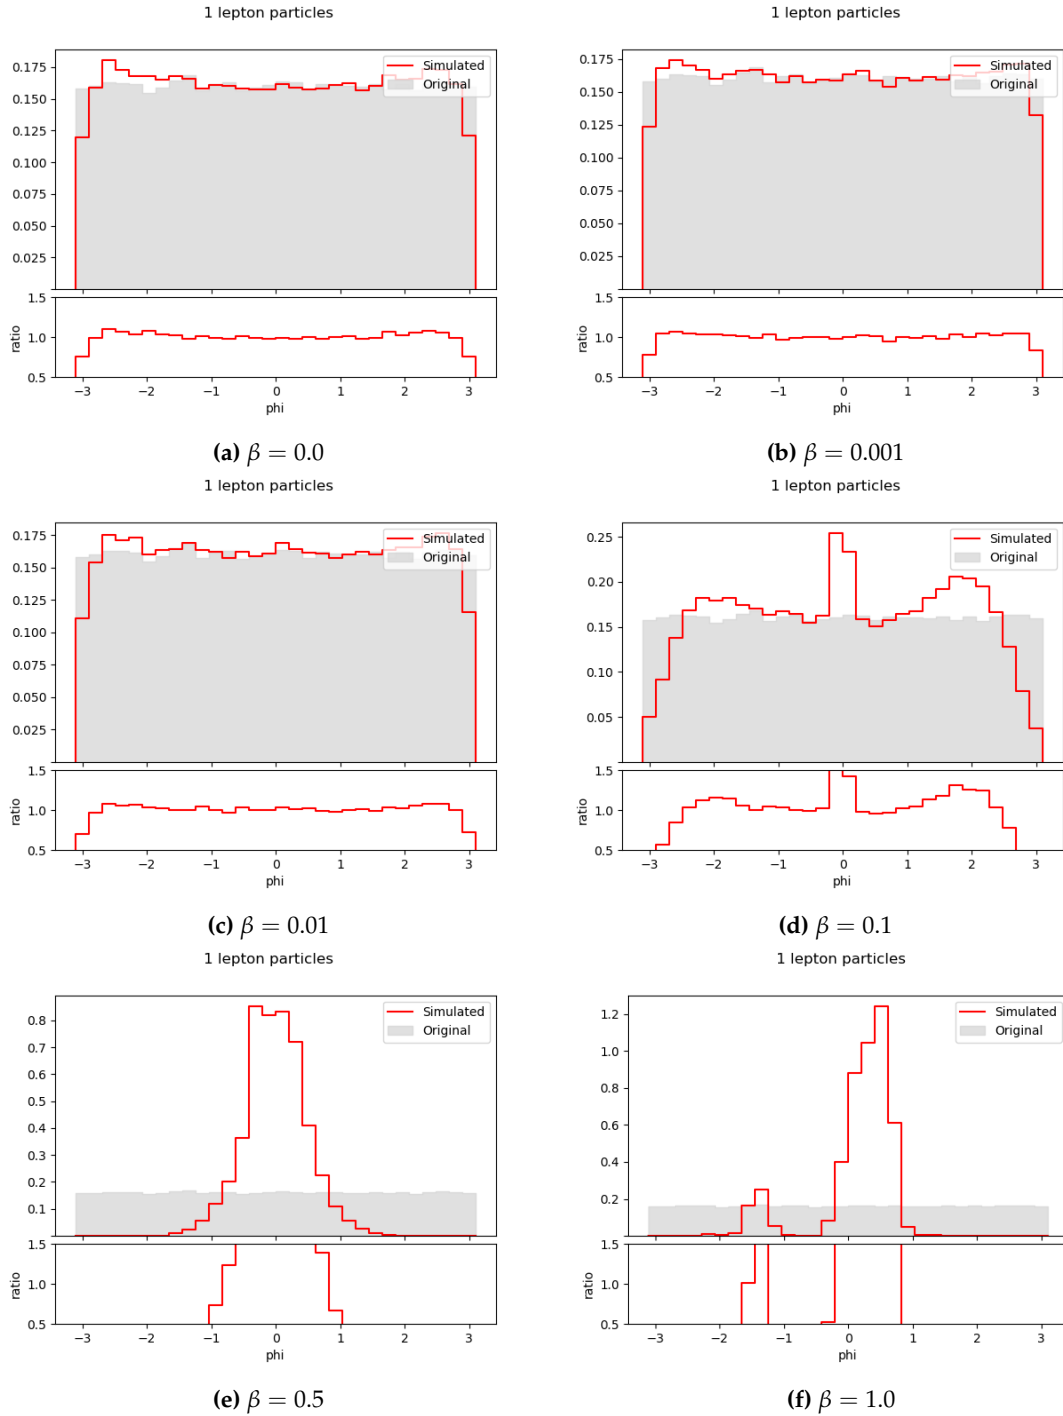 1 lepton particles
0.175
0.150
0.125
0.100
0.075
0.050
0.025
Simulated
Original
1.5
1.0
0.5
ratio
−3 −2 −1 0 1 2 3
phi
(a) β = 0.0
1 lepton particles
0.175
0.150
0.125
0.100
0.075
0.050
0.025
Simulated
Original
1.5
1.0
0.5
ratio
−3 −2 −1 0 1 2 3
phi
(b) β = 0.001
1 lepton particles
0.175
0.150
0.125
0.100
0.075
0.050
0.025
Simulated
Original
1.5
1.0
0.5
ratio
−3 −2 −1 0 1 2 3
phi
(c) β = 0.01
1 lepton particles
0.25
0.20
0.15
0.10
0.05
Simulated
Original
1.5
1.0
0.5
ratio
−3 −2 −1 0 1 2 3
phi
(d) β = 0.1
1 lepton particles
0.8
0.7
0.6
0.5
0.4
0.3
0.2
0.1
Simulated
Original
1.5
1.0
0.5
ratio
−3 −2 −1 0 1 2 3
phi
(e) β = 0.5
1 lepton particles
1.2
1.0
0.8
0.6
0.4
0.2
Simulated
Original
1.5
1.0
0.5
ratio
−3 −2 −1 0 1 2 3
phi
(f) β = 1.0